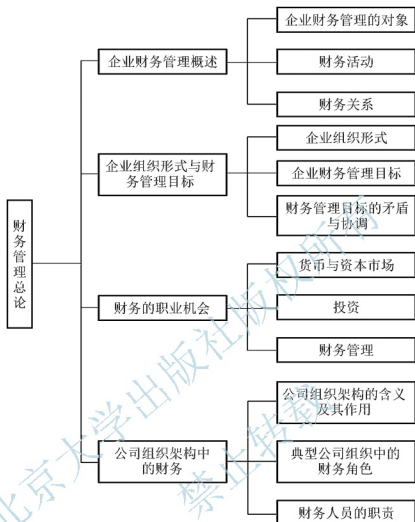 企业财务管理的对象
企业财务管理概述
财务活动
财务关系
企业组织形式
企业组织形式与财
务管理目标
企业财务管理目标
财务管理目标的矛盾
与协调
财务管理总论
货币与资本市场
财务的职业机会
投资
财务管理
公司组织架构的含义
及其作用
公司组织架构中
的财务
典型公司组织中的
财务角色
财务人员的职责
北京大学出版社版权所有
禁止转载